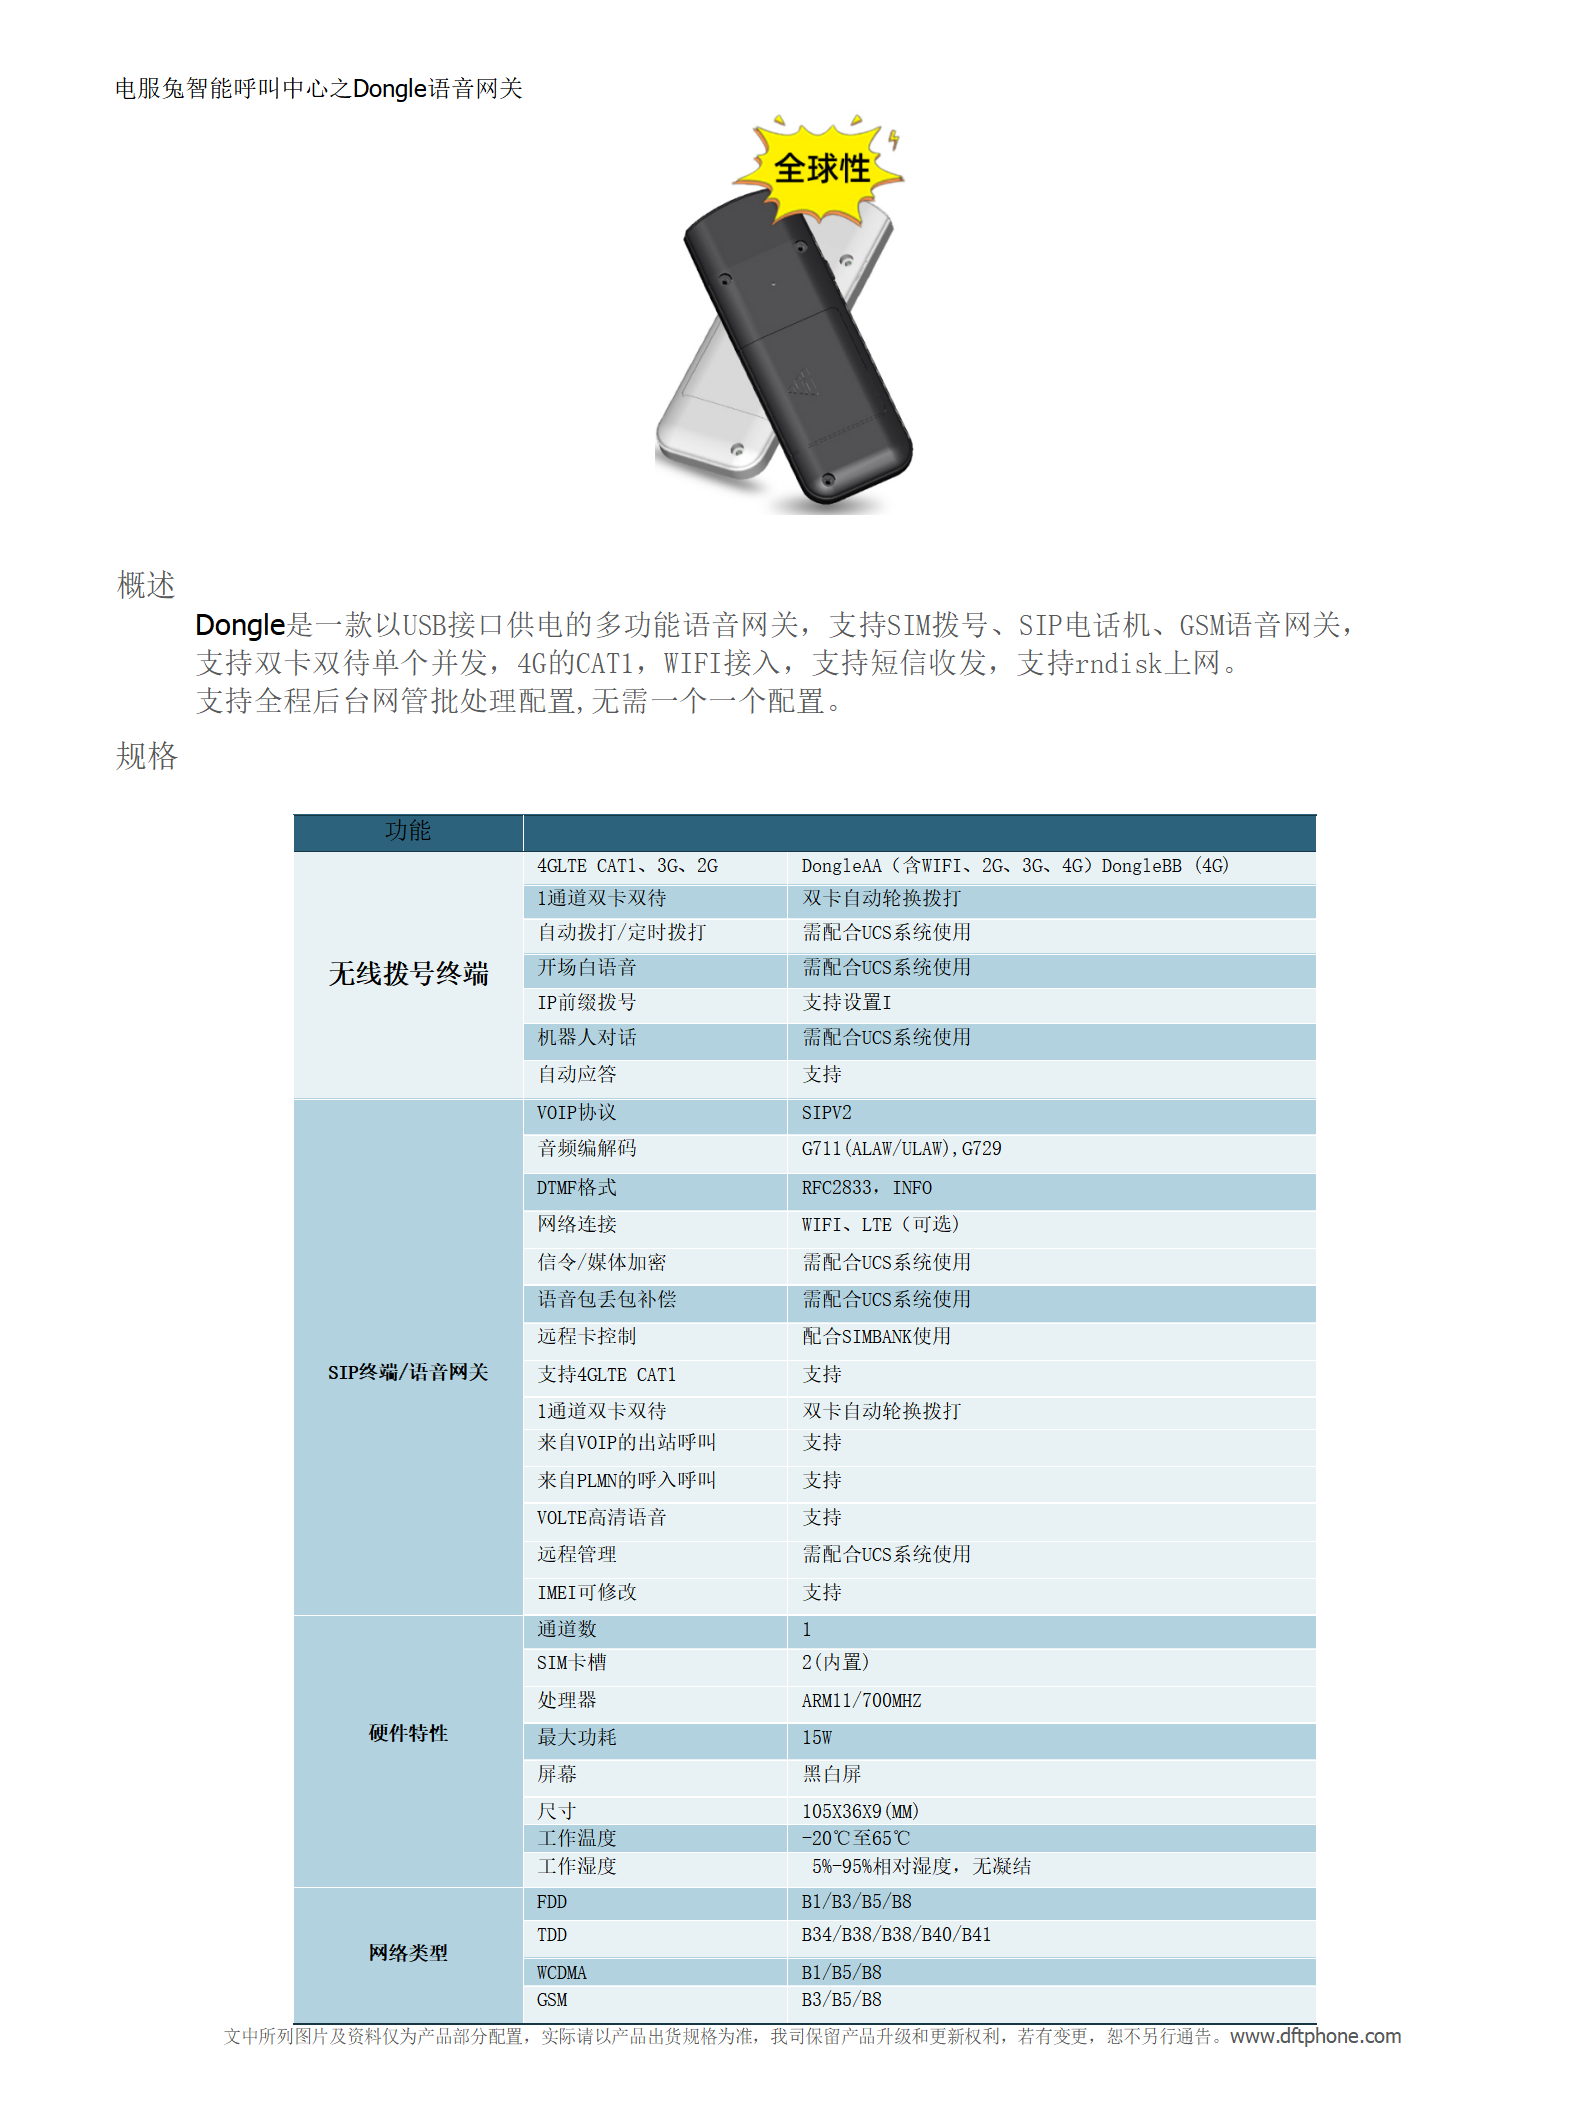 电服兔智能呼叫中心之Dongle语音网关
全球性
概述
Dongle是一款以USB接口供电的多功能语音网关，支持SIM拨号、SIP电话机、GSM语音网关，
支持双卡双待单个并发，4G的CAT1，WIFI接入，支持短信收发，支持rndisk上网。
支持全程后台网管批处理配置,无需一个一个配置。
规格
功能
无线拨号终端
4GLTE CAT1、3G、2G DongleAA（含WIFI、2G、3G、4G）DongleBB (4G)
1通道双卡双待 双卡自动轮换拨打
自动拨打/定时拨打 需配合UCS系统使用
开场白语音 需配合UCS系统使用
IP前缀拨号 支持设置I
机器人对话 需配合UCS系统使用
自动应答 支持
SIP终端/语音网关
VOIP协议 SIPV2
音频编解码 G711(ALAW/ULAW),G729
DTMF格式 RFC2833，INFO
网络连接 WIFI、LTE（可选）
信令/媒体加密 需配合UCS系统使用
语音包丢包补偿 需配合UCS系统使用
远程卡控制 配合SIMBANK使用
支持4GLTE CAT1 支持
1通道双卡双待 双卡自动轮换拨打
来自VOIP的出站呼叫 支持
来自PLMN的呼入呼叫 支持
VOLTE高清语音 支持
远程管理 需配合UCS系统使用
IMEI可修改 支持
硬件特性
通道数 1
SIM卡槽 2(内置)
处理器 ARM11/700MHZ
最大功耗 15W
屏幕 黑白屏
尺寸 105X36X9(MM)
工作温度 -20℃至65℃
工作湿度 5%-95%相对湿度，无凝结
网络类型
FDD B1/B3/B5/B8
TDD B34/B38/B38/B40/B41
WCDMA B1/B5/B8
GSM B3/B5/B8
文中所列图片及资料仅为产品部分配置，实际请以产品出货规格为准，我司保留产品升级和更新权利，若有变更，恕不另行通告。www.dftphone.com